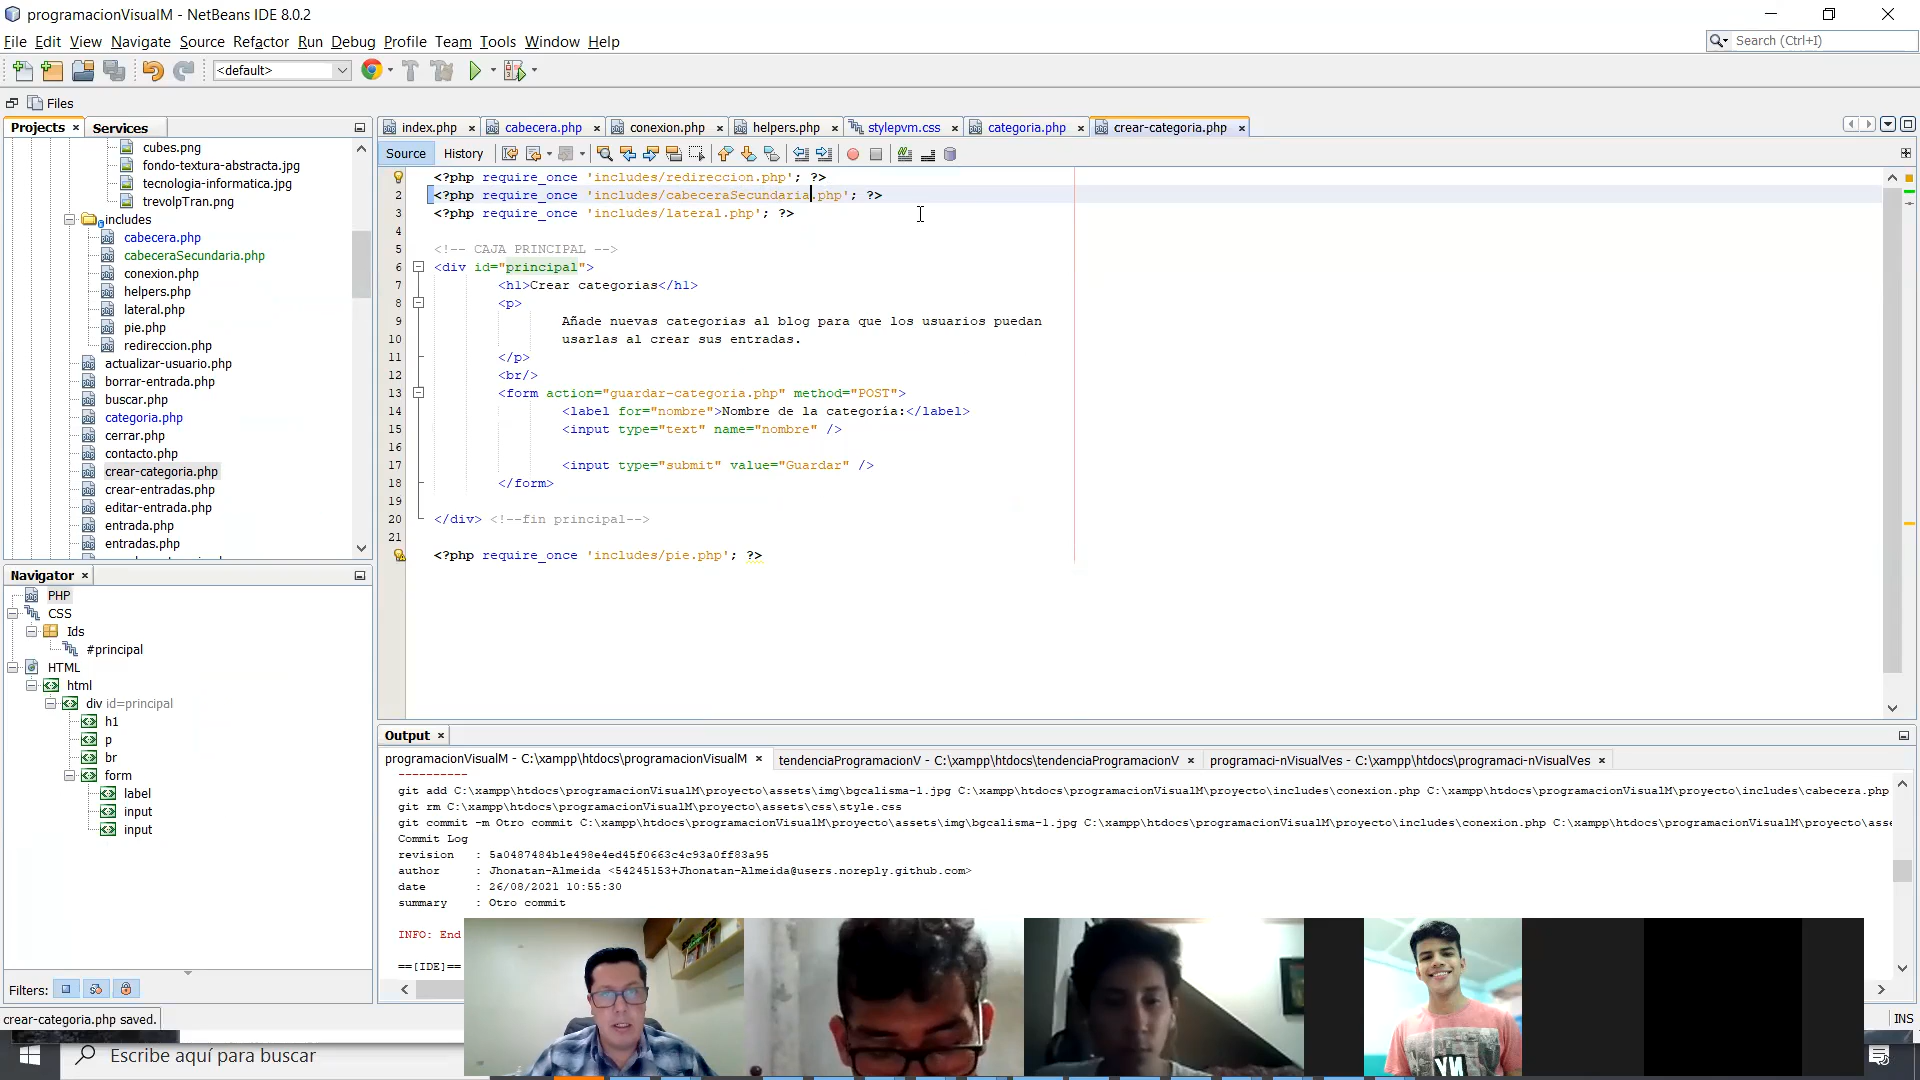 programacionVisualM - NetBeans IDE 8.0.2
File Edit View Navigate Source Refactor Run Debug Profile Team Tools Window Help
Search (Ctrl+I)
<default>
Files
Projects Services
cubes.png
fondo-textura-abstracta.jpg
tecnologia-informatica.jpg
trevolpTran.png
includes
cabecera.php
cabeceraSecundaria.php
conexion.php
helpers.php
lateral.php
pie.php
redireccion.php
actualizar-usuario.php
borrar-entrada.php
buscar.php
categoria.php
cerrar.php
contacto.php
crear-categoria.php
crear-entradas.php
editar-entrada.php
entrada.php
entradas.php
Navigator
PHP
CSS
Ids
#principal
HTML
html
div id=principal
h1
p
br
form
label
input
input
Filters:
crear-categoria.php saved.
index.php cabecera.php conexion.php helpers.php stylepvm.css categoria.php crear-categoria.php
Source History
<?php require_once 'includes/redireccion.php'; ?>
2 <?php require_once 'includes/cabeceraSecundaria.php'; ?>
3 <?php require_once 'includes/lateral.php'; ?>
4
5 <!-- CAJA PRINCIPAL -->
6 <div id="principal">
7 <h1>Crear categorias</h1>
8 <p>
9 Añade nuevas categorias al blog para que los usuarios puedan
10 usarlas al crear sus entradas.
11 </p>
12 <br/>
13 <form action="guardar-categoria.php" method="POST">
14 <label for="nombre">Nombre de la categoría:</label>
15 <input type="text" name="nombre" />
16
17 <input type="submit" value="Guardar" />
18 </form>
19
20 </div> <!--fin principal-->
21
<?php require_once 'includes/pie.php'; ?>
Output
programacionVisualM - C:\xampp\htdocs\programacionVisualM tendenciaProgramacionV - C:\xampp\htdocs\tendenciaProgramacionV programaci-nVisualVes - C:\xampp\htdocs\programaci-nVisualVes
----------
git add C:\xampp\htdocs\programacionVisualM\proyecto\assets\img\bgcalisma-1.jpg C:\xampp\htdocs\programacionVisualM\proyecto\includes\conexion.php C:\xampp\htdocs\programacionVisualM\proyecto\includes\cabecera.php
git rm C:\xampp\htdocs\programacionVisualM\proyecto\assets\css\style.css
git commit -m Otro commit C:\xampp\htdocs\programacionVisualM\proyecto\assets\img\bgcalisma-1.jpg C:\xampp\htdocs\programacionVisualM\proyecto\includes\conexion.php C:\xampp\htdocs\programacionVisualM\proyecto\asse
Commit Log
revision : 5a0487484b1e498e4ed45f0663c4c93a0ff83a95
author : Jhonatan-Almeida <54245153+Jhonatan-Almeida@users.noreply.github.com>
date : 26/08/2021 10:55:30
summary : Otro commit
INFO: End
==[IDE]==
INS
Escribe aquí para buscar